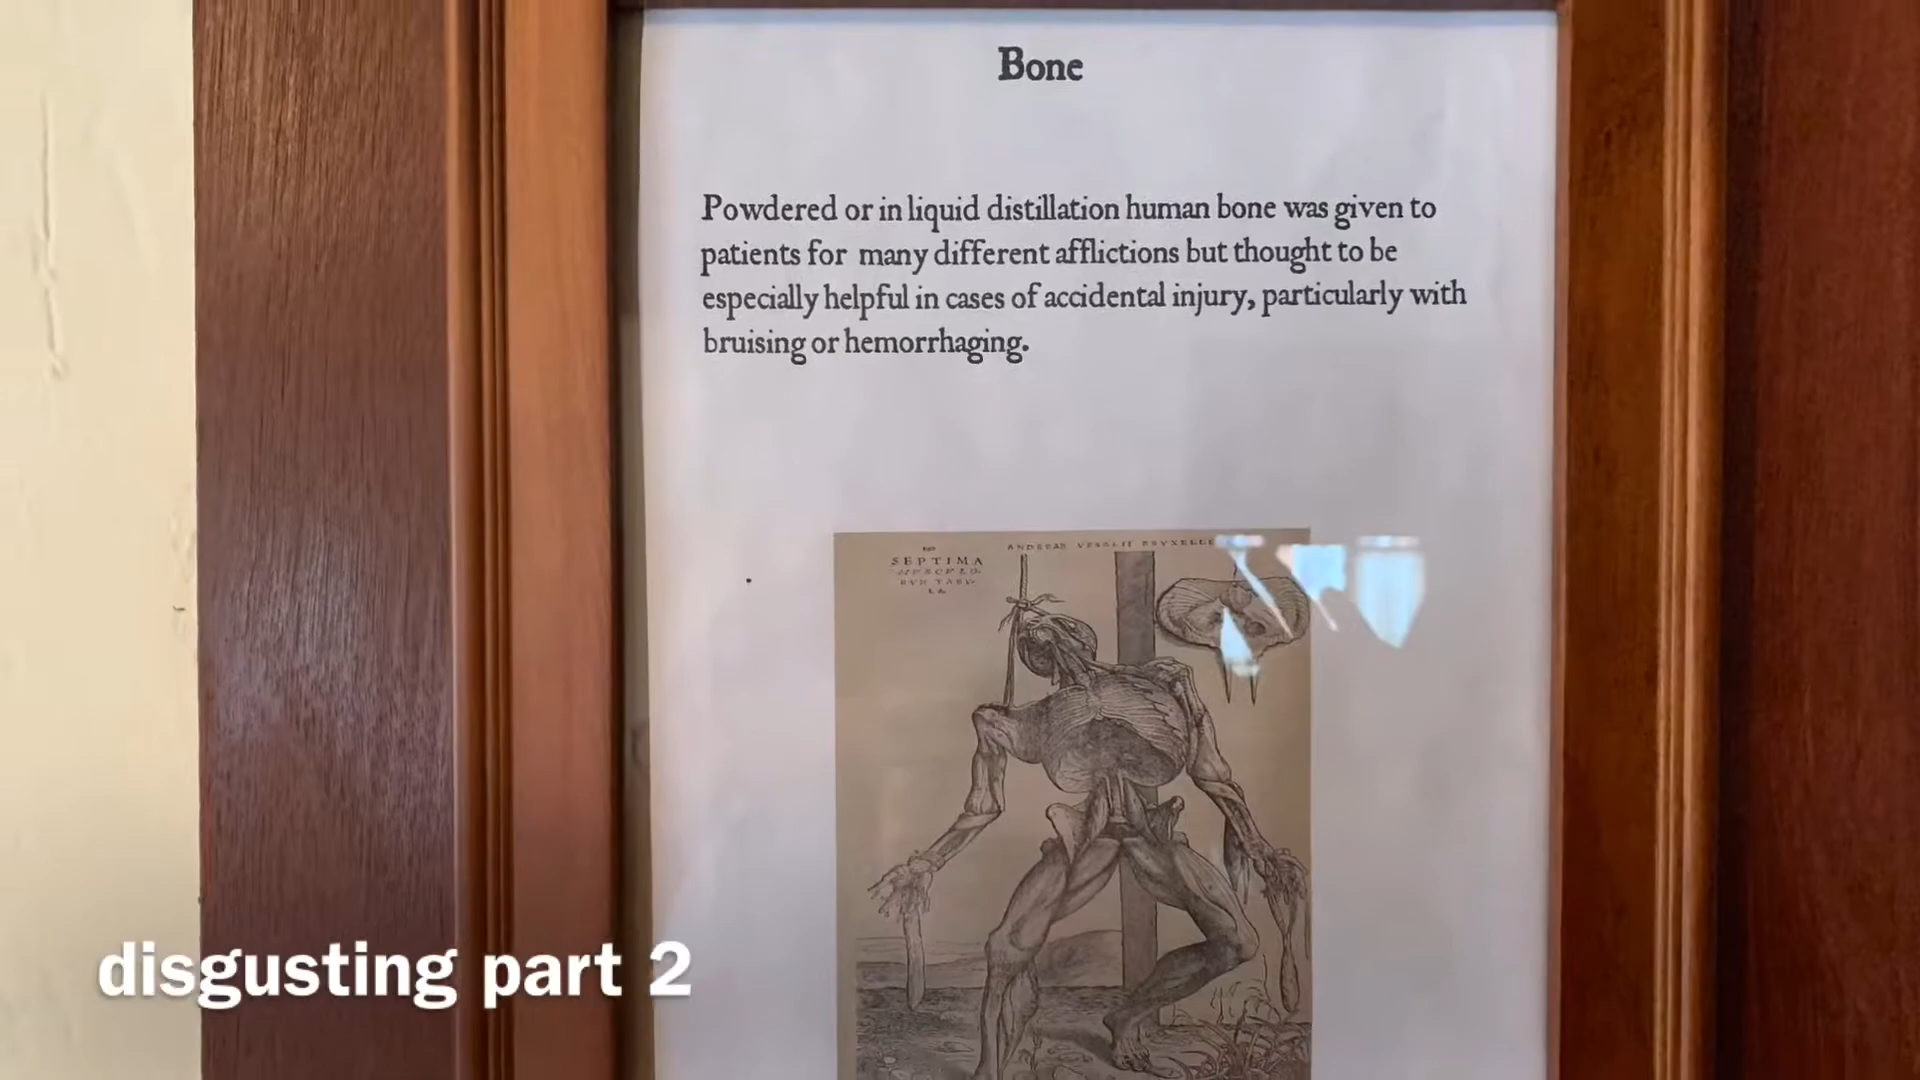 Bone
Powdered or in liquid distillation human bone was given to
patients for many different afflictions but thought to be
especially helpful in cases of accidental injury, particularly with
bruising or hemorrhaging.
SEPTIMA
ANDREAE
disgusting part 2